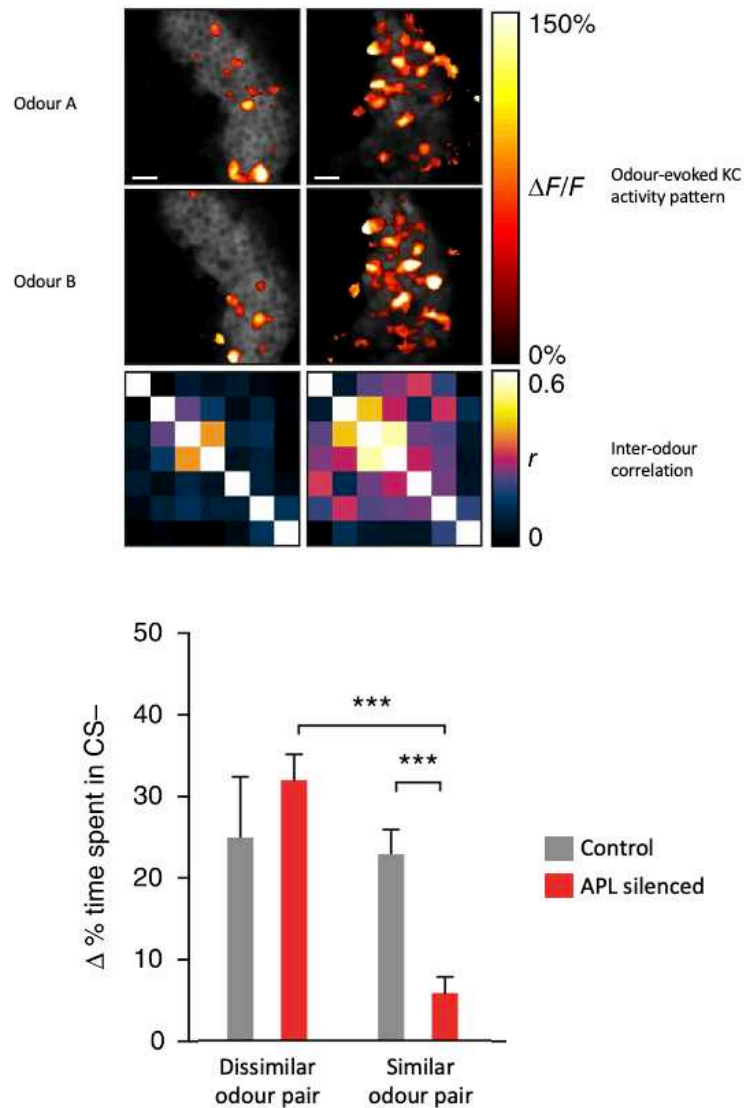 150%
Odour A
ΔF/F
Odour-evoked KC
activity pattern
Odour B
0%
0.6
r
Inter-odour
correlation
0
50
40
30
20
10
0
Δ % time spent in CS–
***
***
Control
APL silenced
Dissimilar
odour pair
Similar
odour pair